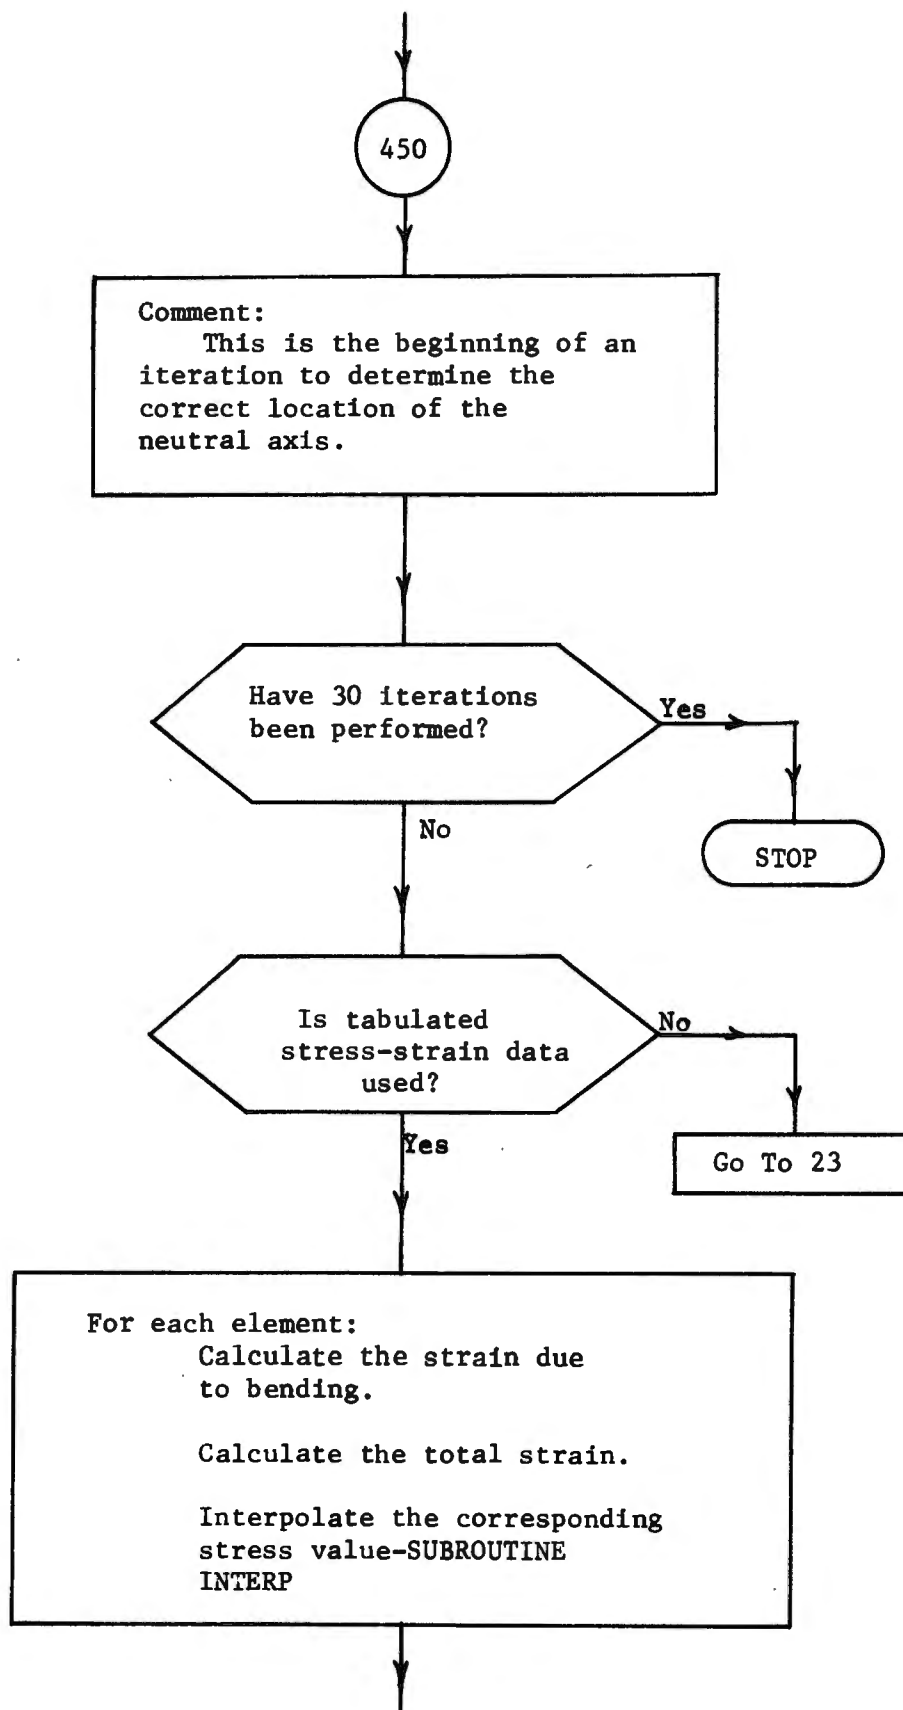 450
Comment:
This is the beginning of an
iteration to determine the
correct location of the
neutral axis.
Have 30 iterations
been performed?
Yes
No
STOP
Is tabulated
stress-strain data
used?
No
Yes
Go To 23
For each element:
Calculate the strain due
to bending.
Calculate the total strain.
Interpolate the corresponding
stress value-SUBROUTINE
INTERP